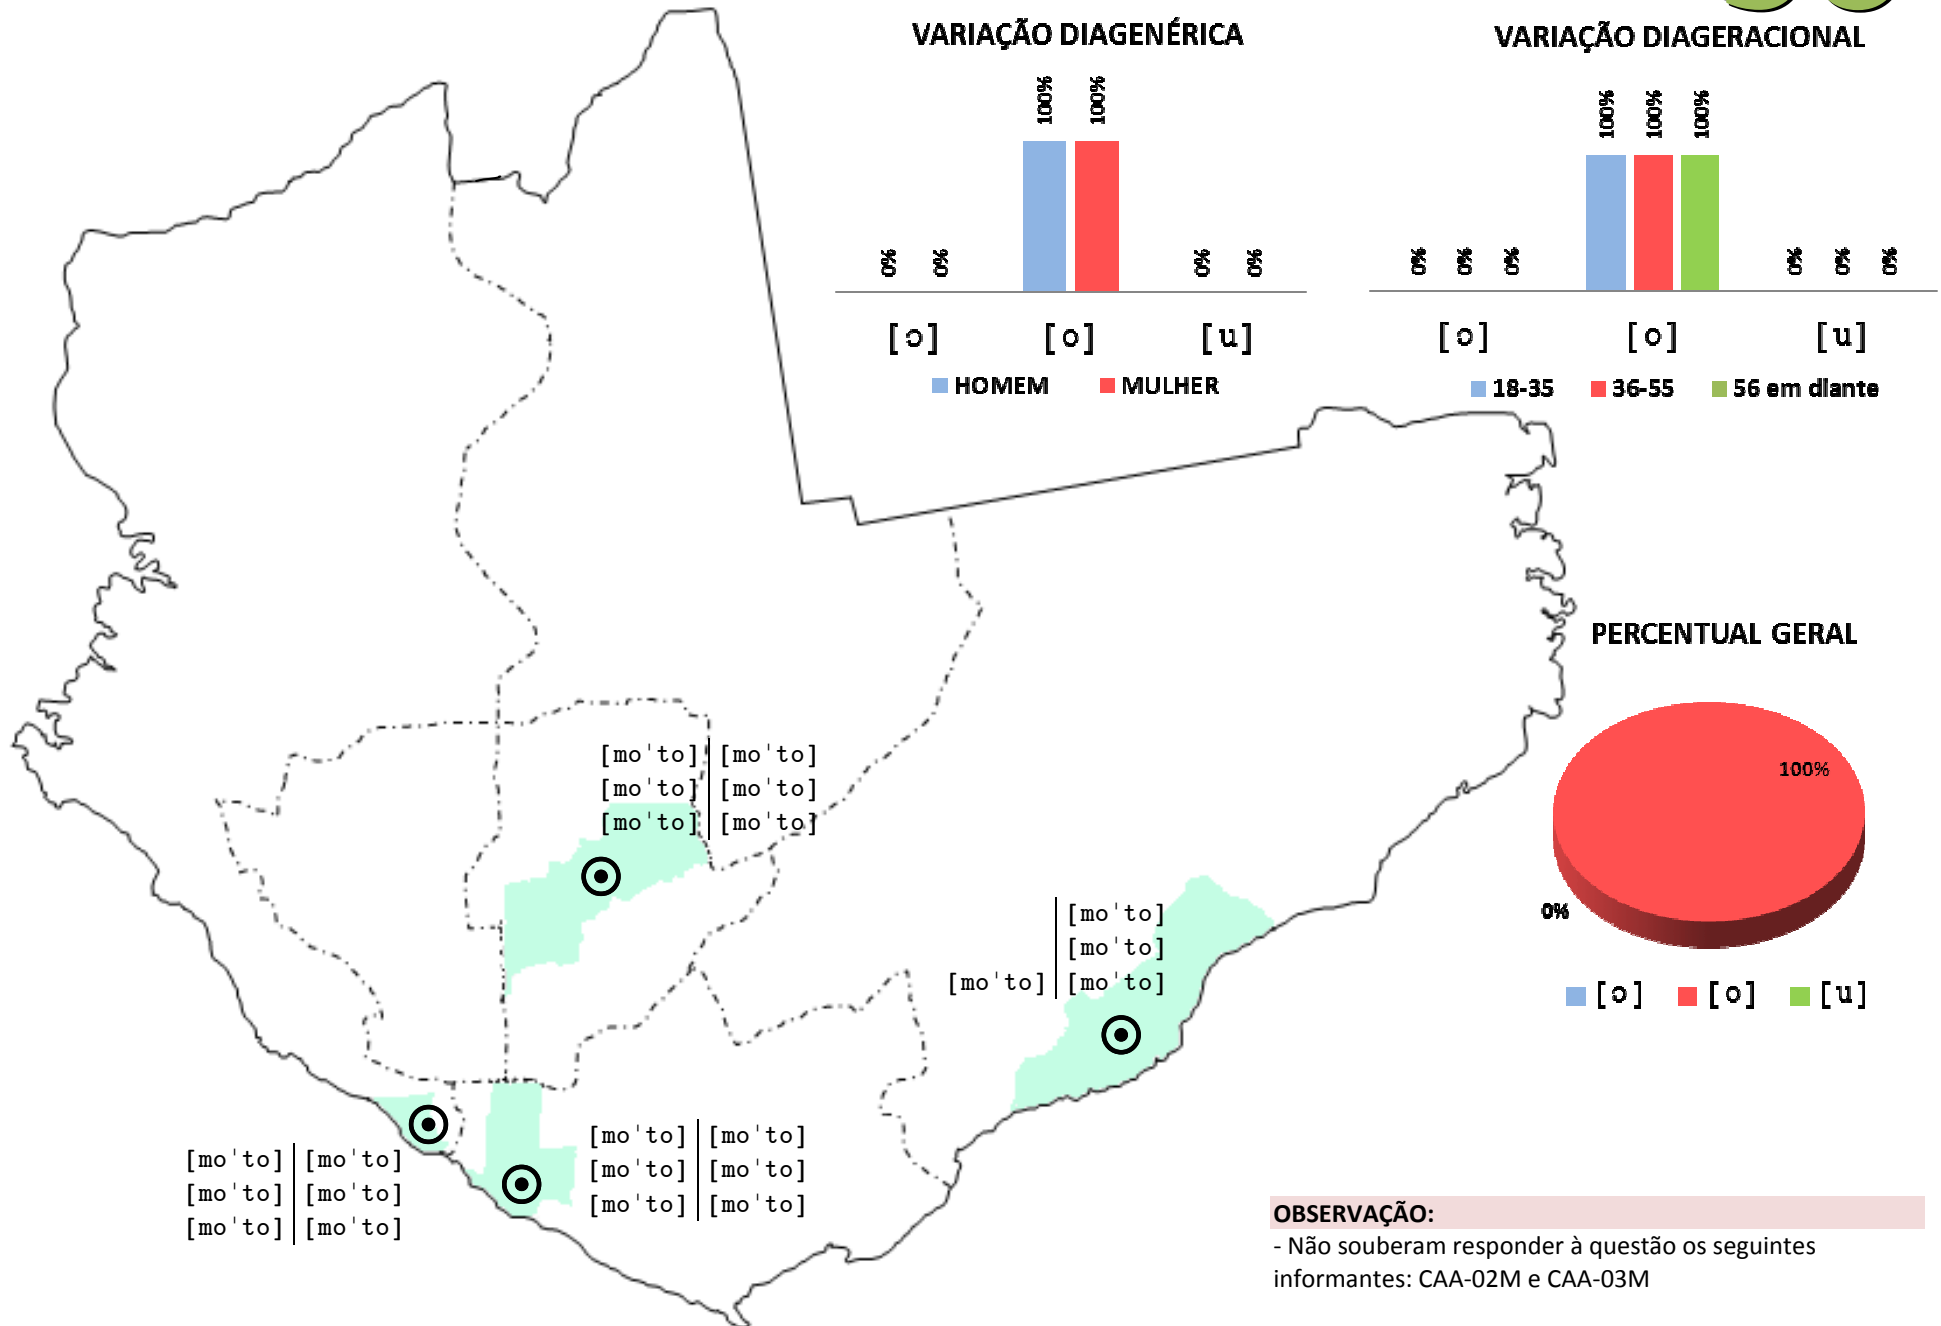 VARIAÇÃO DIAGENÉRICA
100% 100%
0% 0% 0% 0%
[ɔ] [o] [u]
HOMEM MULHER
VARIAÇÃO DIAGERACIONAL
100% 100% 100%
0% 0% 0% 0% 0% 0%
[ɔ] [o] [u]
18-35 36-55 56 em diante
PERCENTUAL GERAL
100%
0%
[ɔ] [o] [u]
[moˈto] [moˈto]
[moˈto] [moˈto]
[moˈto] [moˈto]
[moˈto]
[moˈto]
[moˈto] [moˈto]
[moˈto] [moˈto]
[moˈto] [moˈto]
[moˈto] [moˈto]
[moˈto] [moˈto]
[moˈto] [moˈto]
[moˈto] [moˈto]
OBSERVAÇÃO:
- Não souberam responder à questão os seguintes
informantes: CAA-02M e CAA-03M